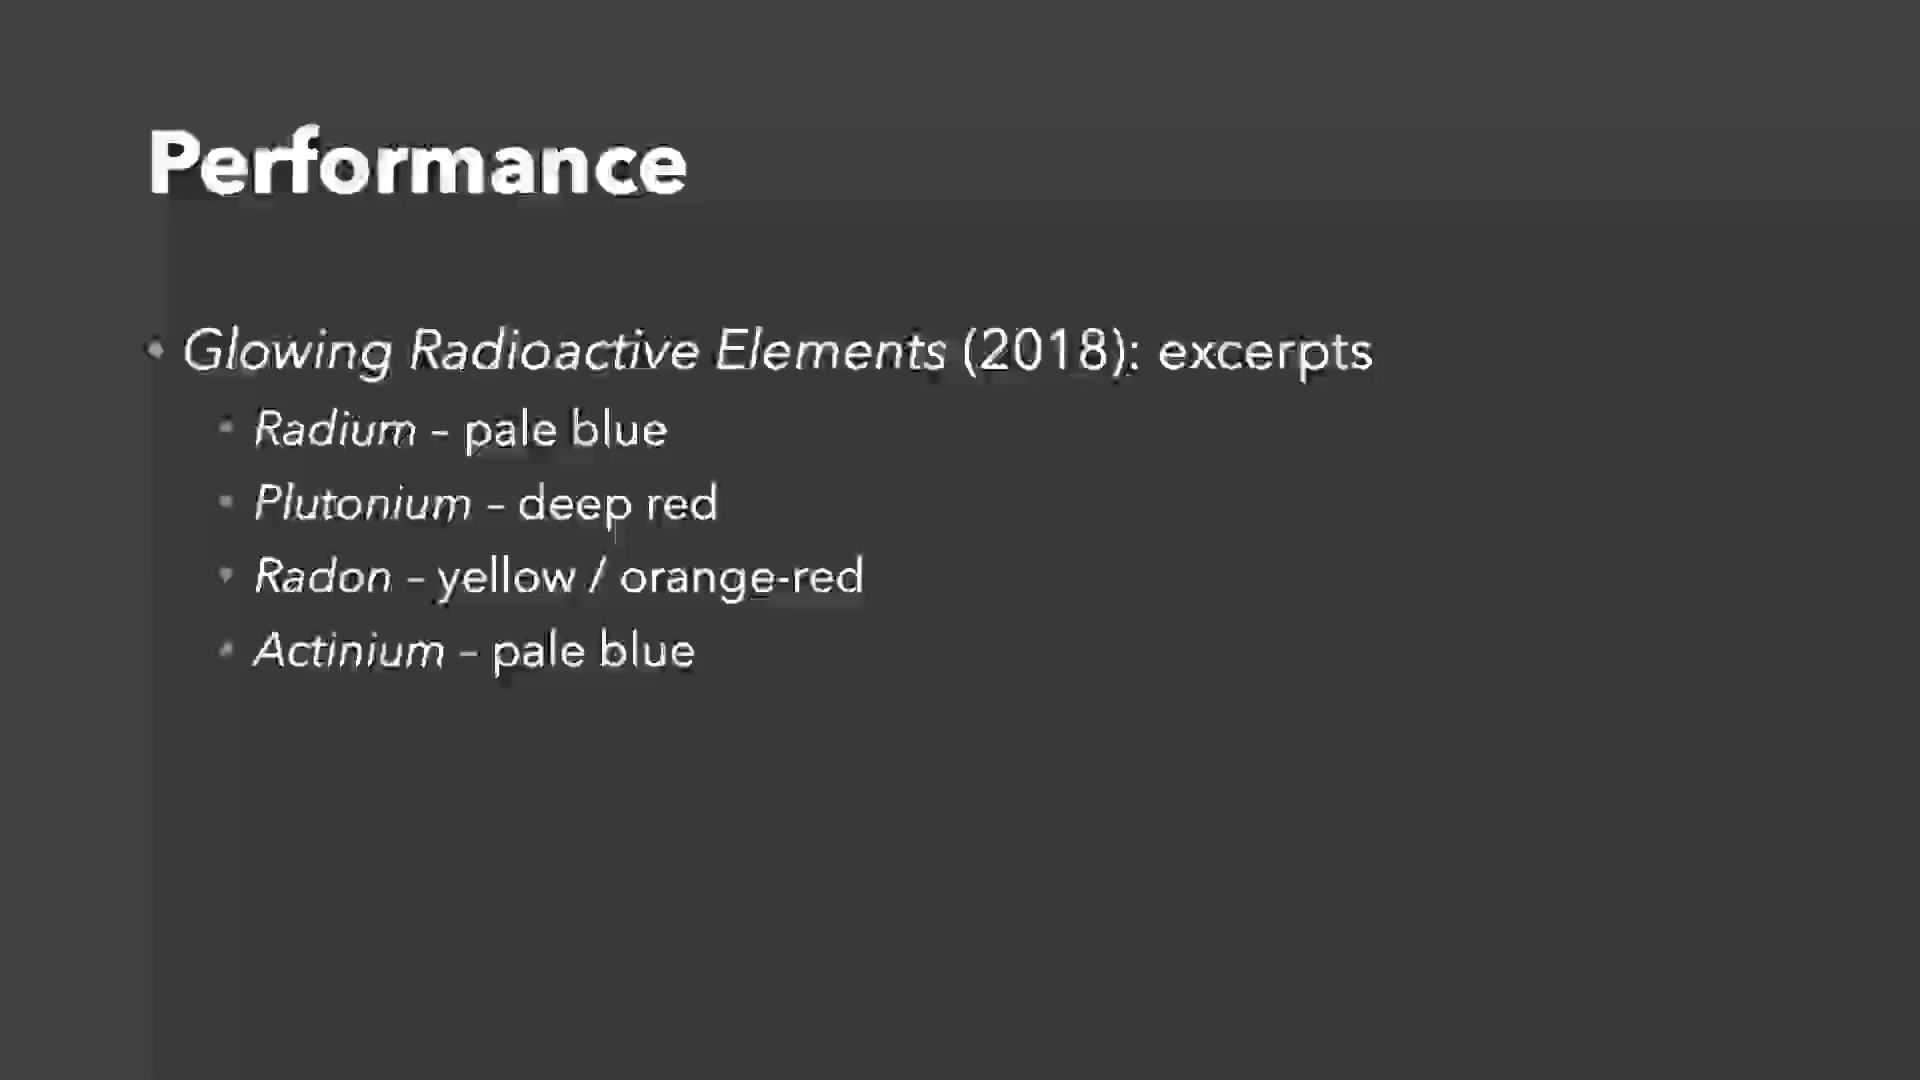 Performance
• Glowing Radioactive Elements (2018): excerpts
• Radium – pale blue
• Plutonium – deep red
• Radon – yellow / orange-red
• Actinium – pale blue